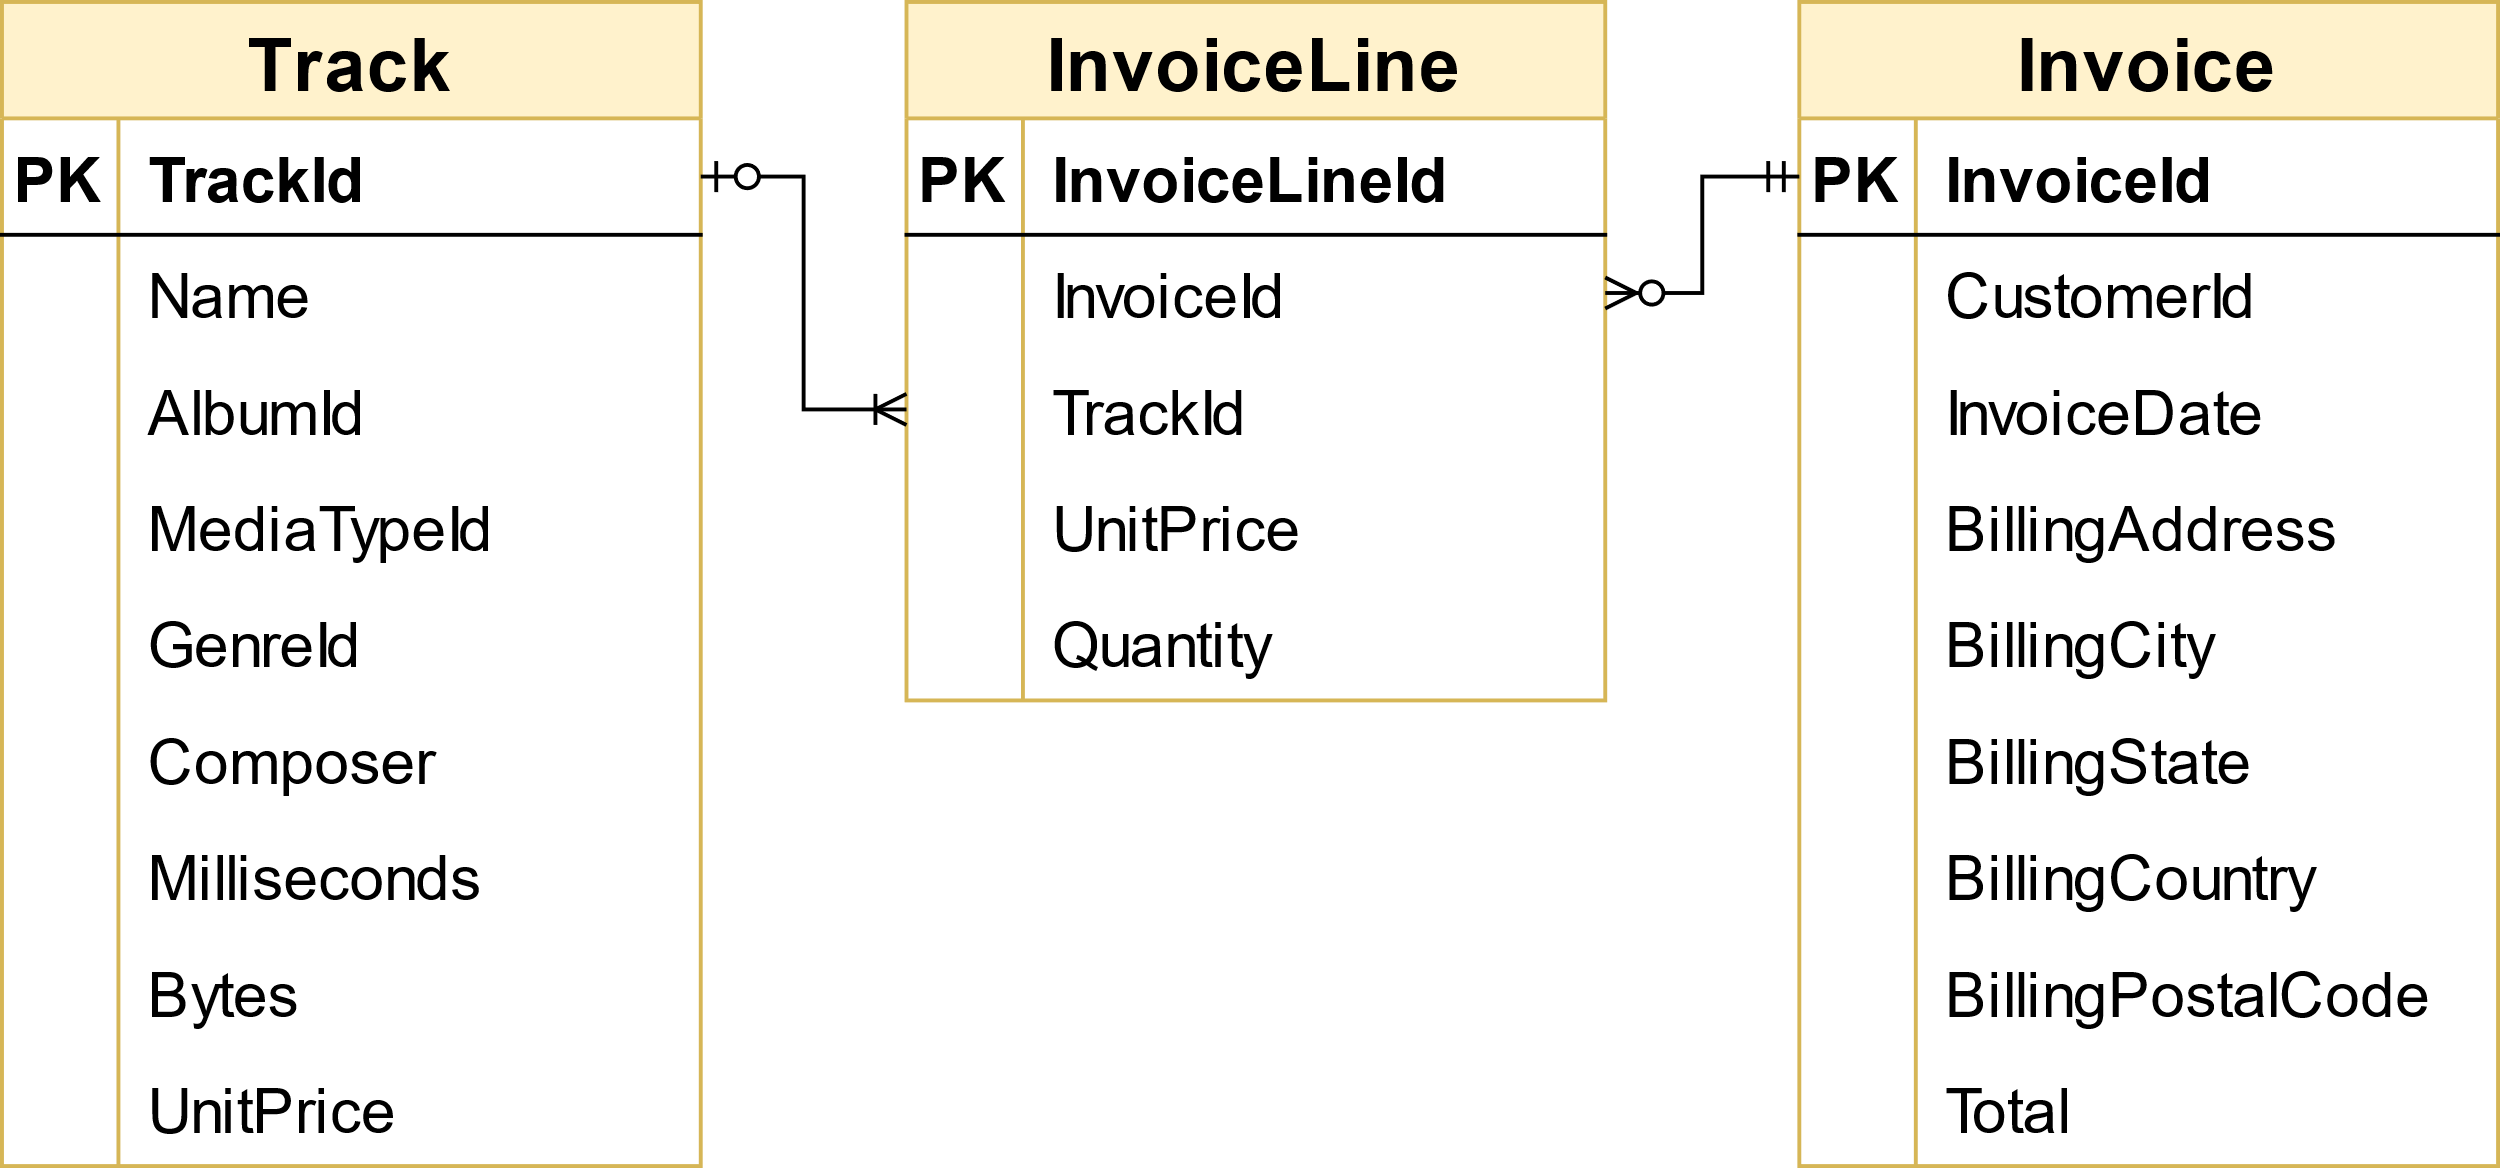 Track
PK TrackId
Name
AlbumId
MediaTypeId
GenreId
Composer
Milliseconds
Bytes
UnitPrice
InvoiceLine
PK InvoiceLineId
InvoiceId
TrackId
UnitPrice
Quantity
Invoice
PK InvoiceId
CustomerId
InvoiceDate
BillingAddress
BillingCity
BillingState
BillingCountry
BillingPostalCode
Total